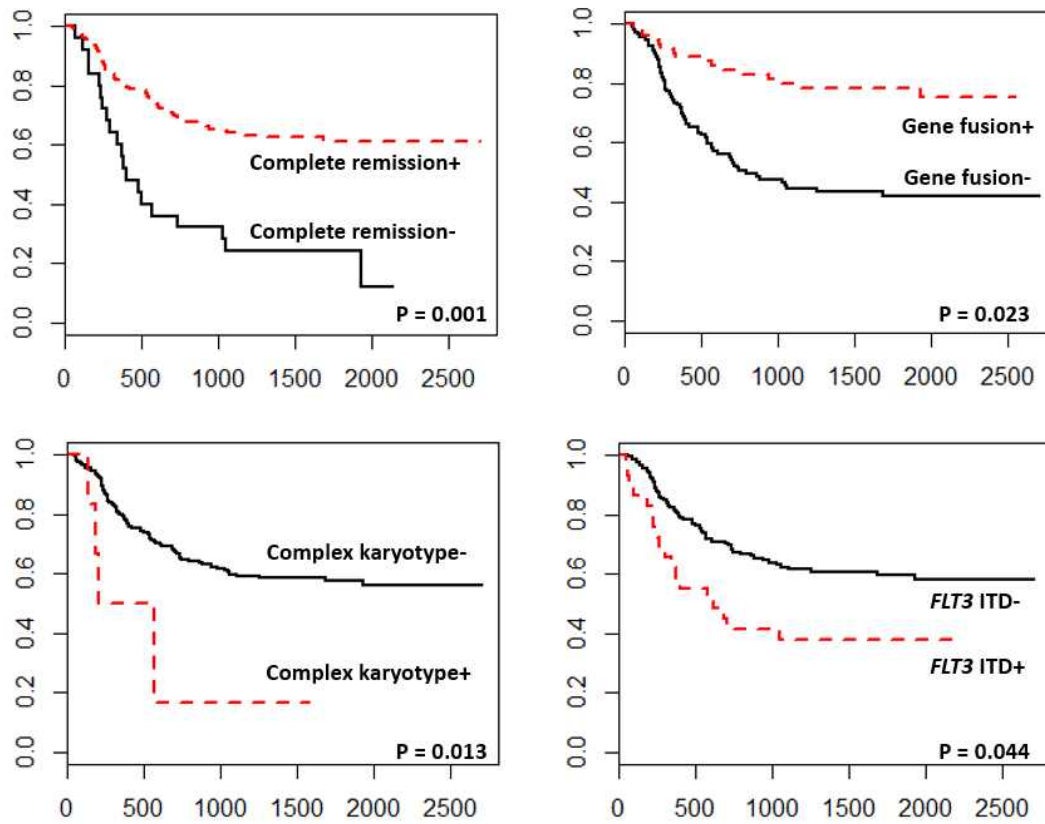 1.0
0.8
0.6
0.4
0.2
0.0
Complete remission+
Complete remission-
P = 0.001
0 500 1000 1500 2000 2500
1.0
0.8
0.6
0.4
0.2
0.0
Gene fusion+
Gene fusion-
P = 0.023
0 500 1000 1500 2000 2500
1.0
0.8
0.6
0.4
0.2
0.0
Complex karyotype-
Complex karyotype+
P = 0.013
0 500 1000 1500 2000 2500
1.0
0.8
0.6
0.4
0.2
0.0
FLT3 ITD-
FLT3 ITD+
P = 0.044
0 500 1000 1500 2000 2500